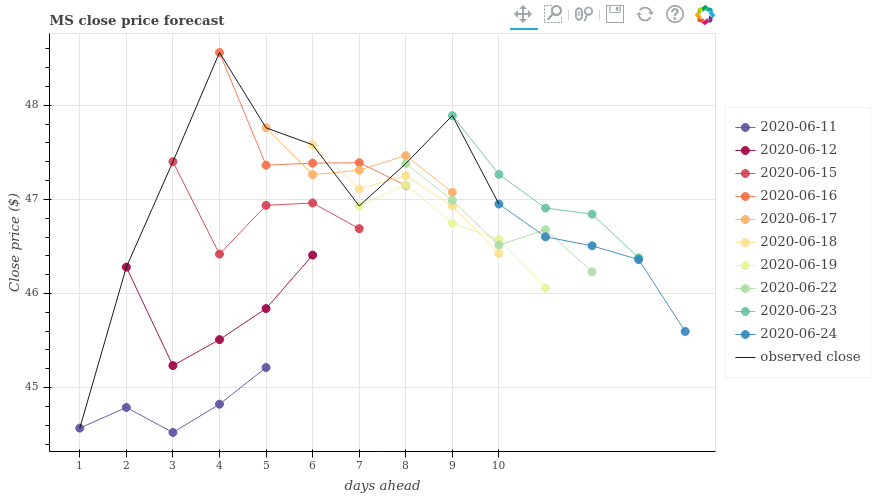 MS close price forecast
48
47
46
45
Close price ($)
1 2 3 4 5 6 7 8 9 10
days ahead
2020-06-11
2020-06-12
2020-06-15
2020-06-16
2020-06-17
2020-06-18
2020-06-19
2020-06-22
2020-06-23
2020-06-24
observed close